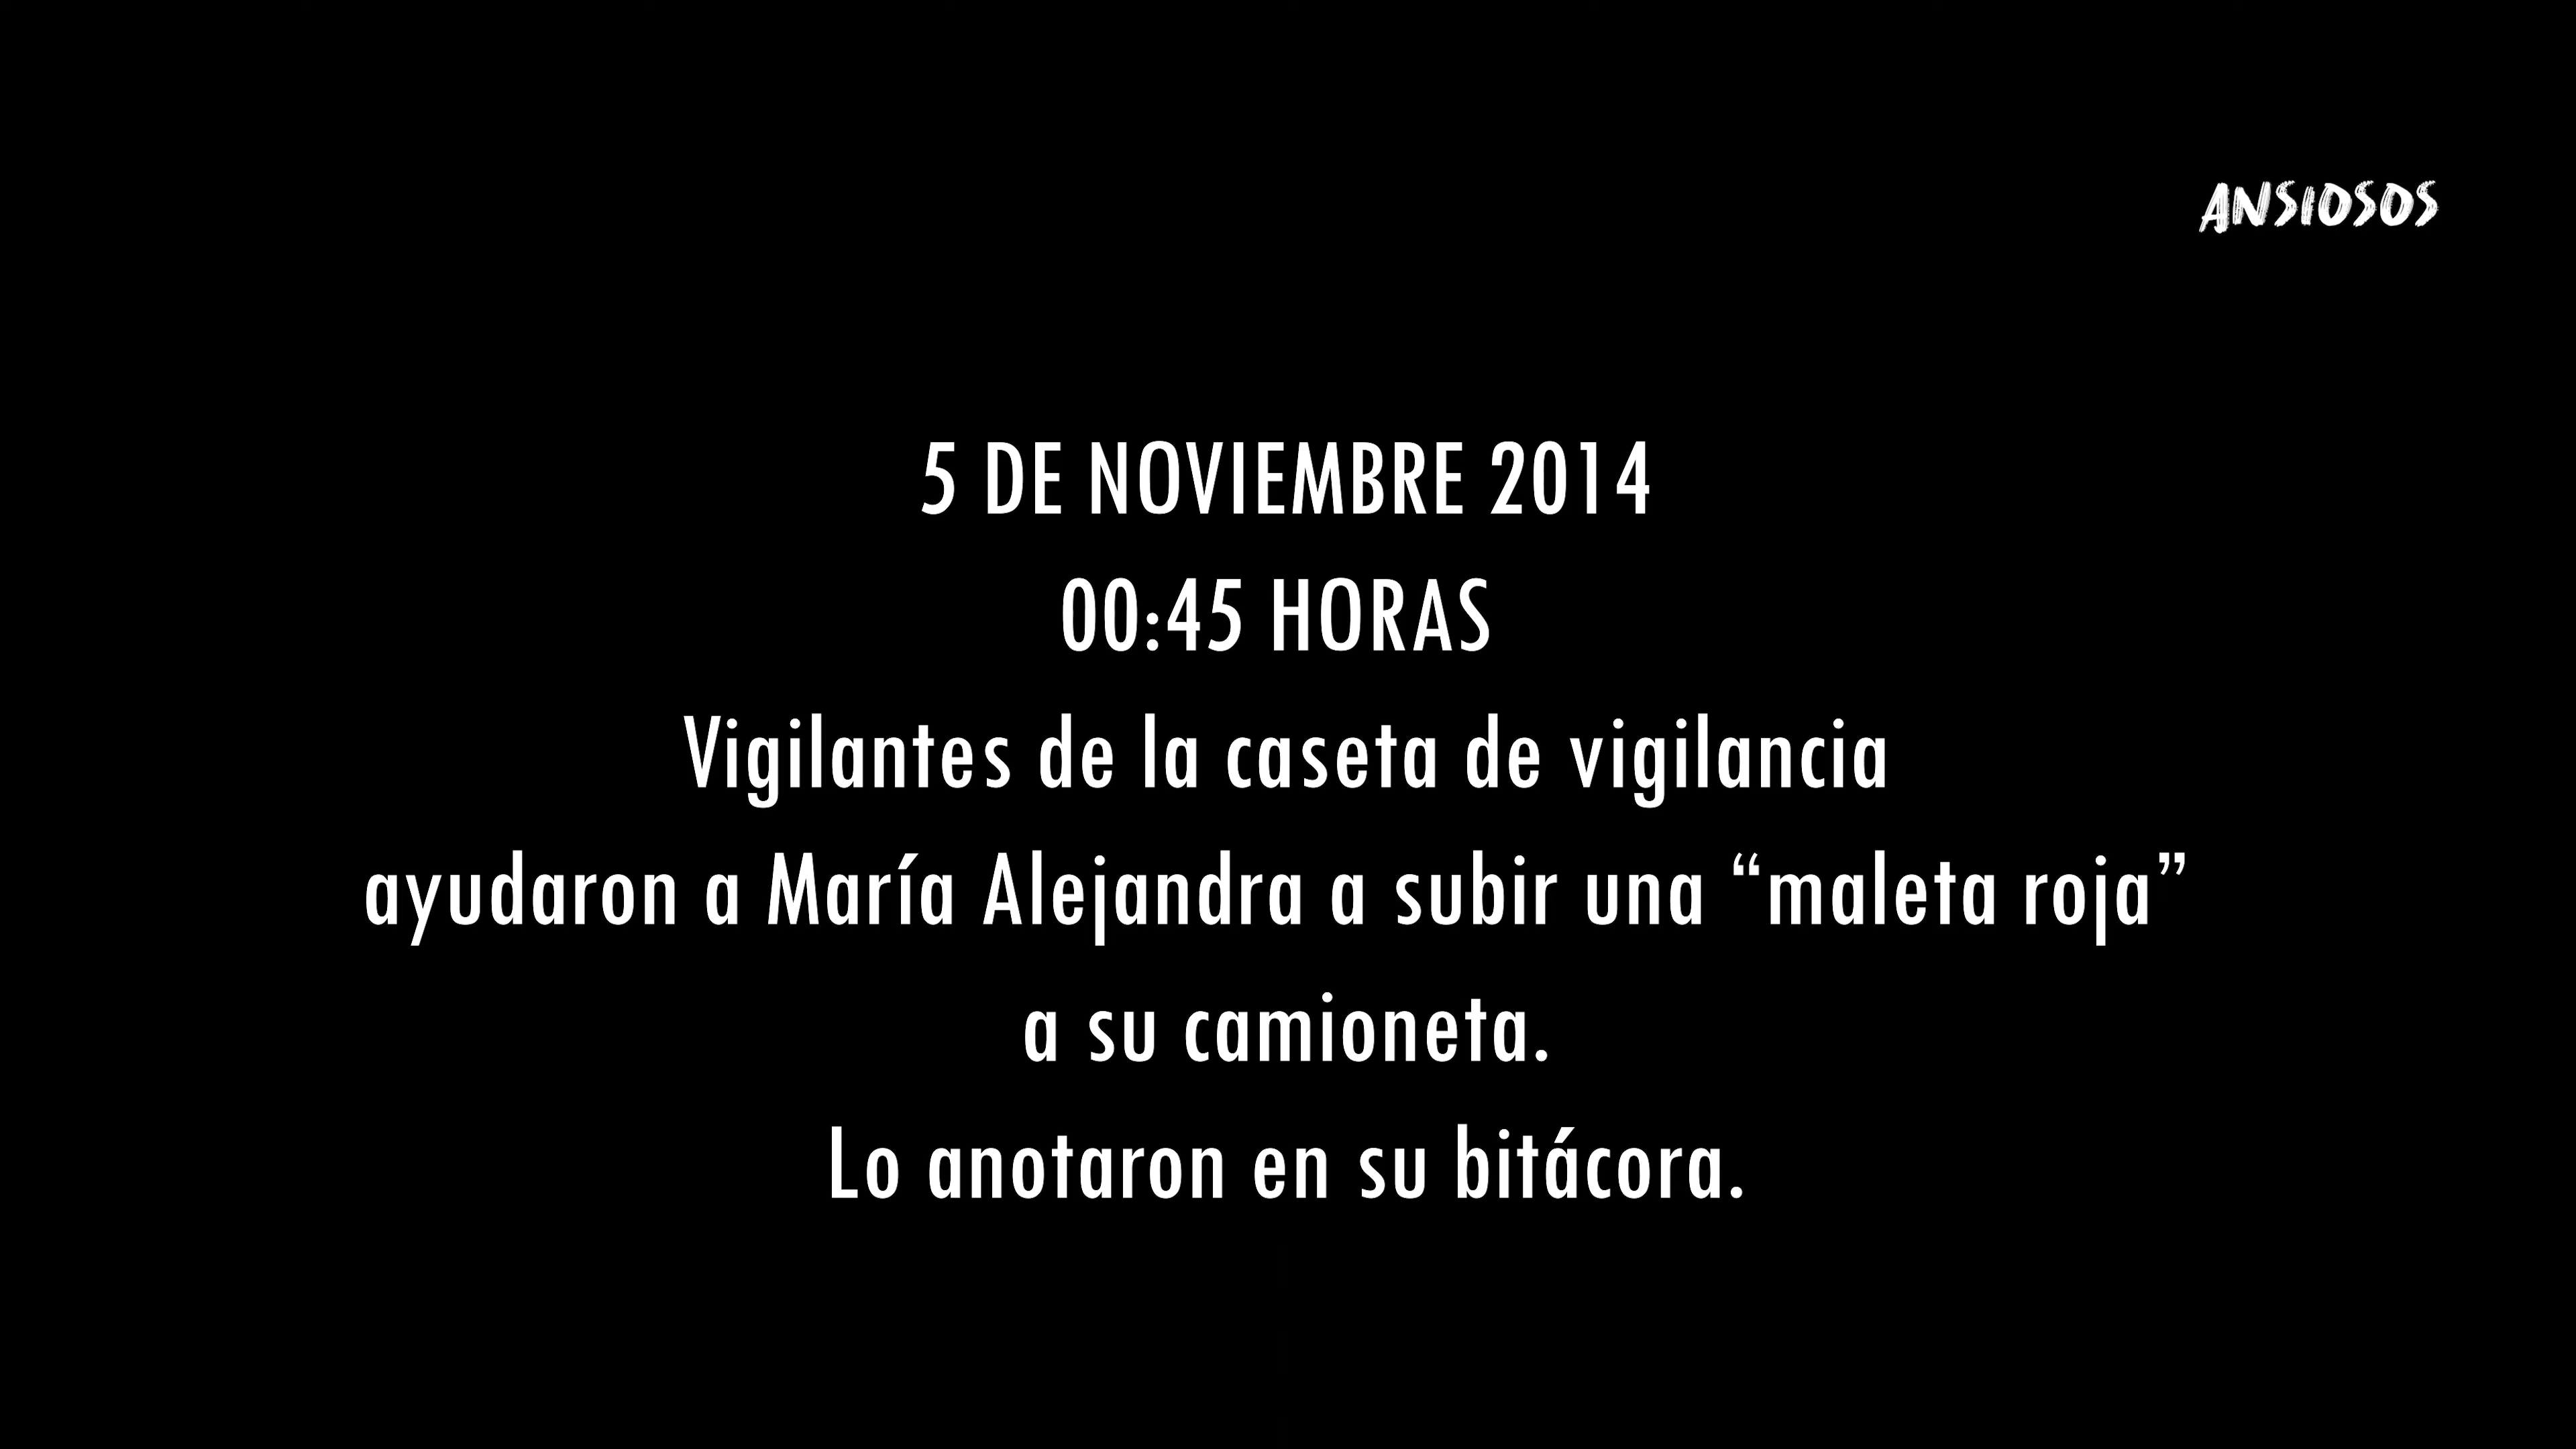 ANSIOSOS
5 DE NOVIEMBRE 2014
00:45 HORAS
Vigilantes de la caseta de vigilancia
ayudaron a María Alejandra a subir una “maleta roja”
a su camioneta.
Lo anotaron en su bitácora.